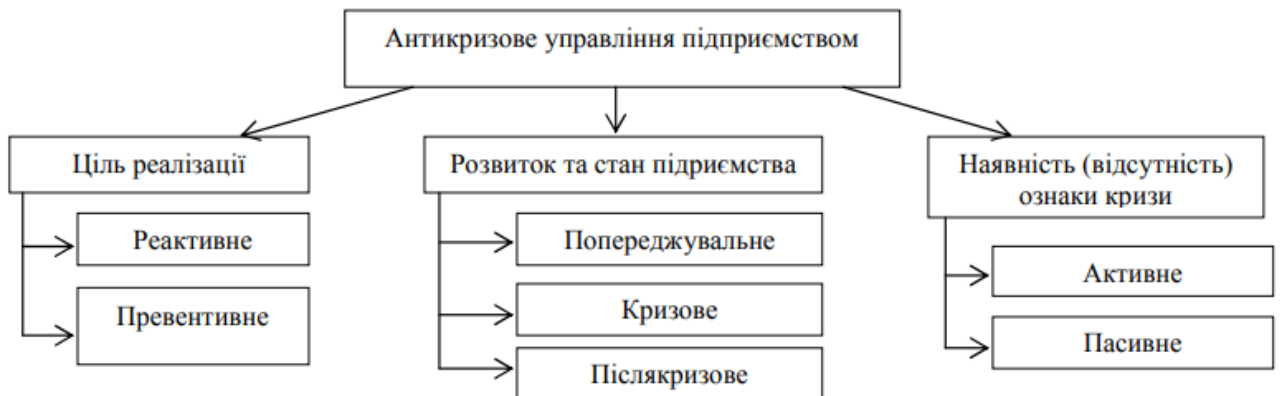 Антикризове управління підприємством
Ціль реалізації
Реактивне
Превентивне
Розвиток та стан підриємства
Попереджувальне
Кризове
Післякризове
Наявність (відсутність)
ознаки кризи
Активне
Пасивне